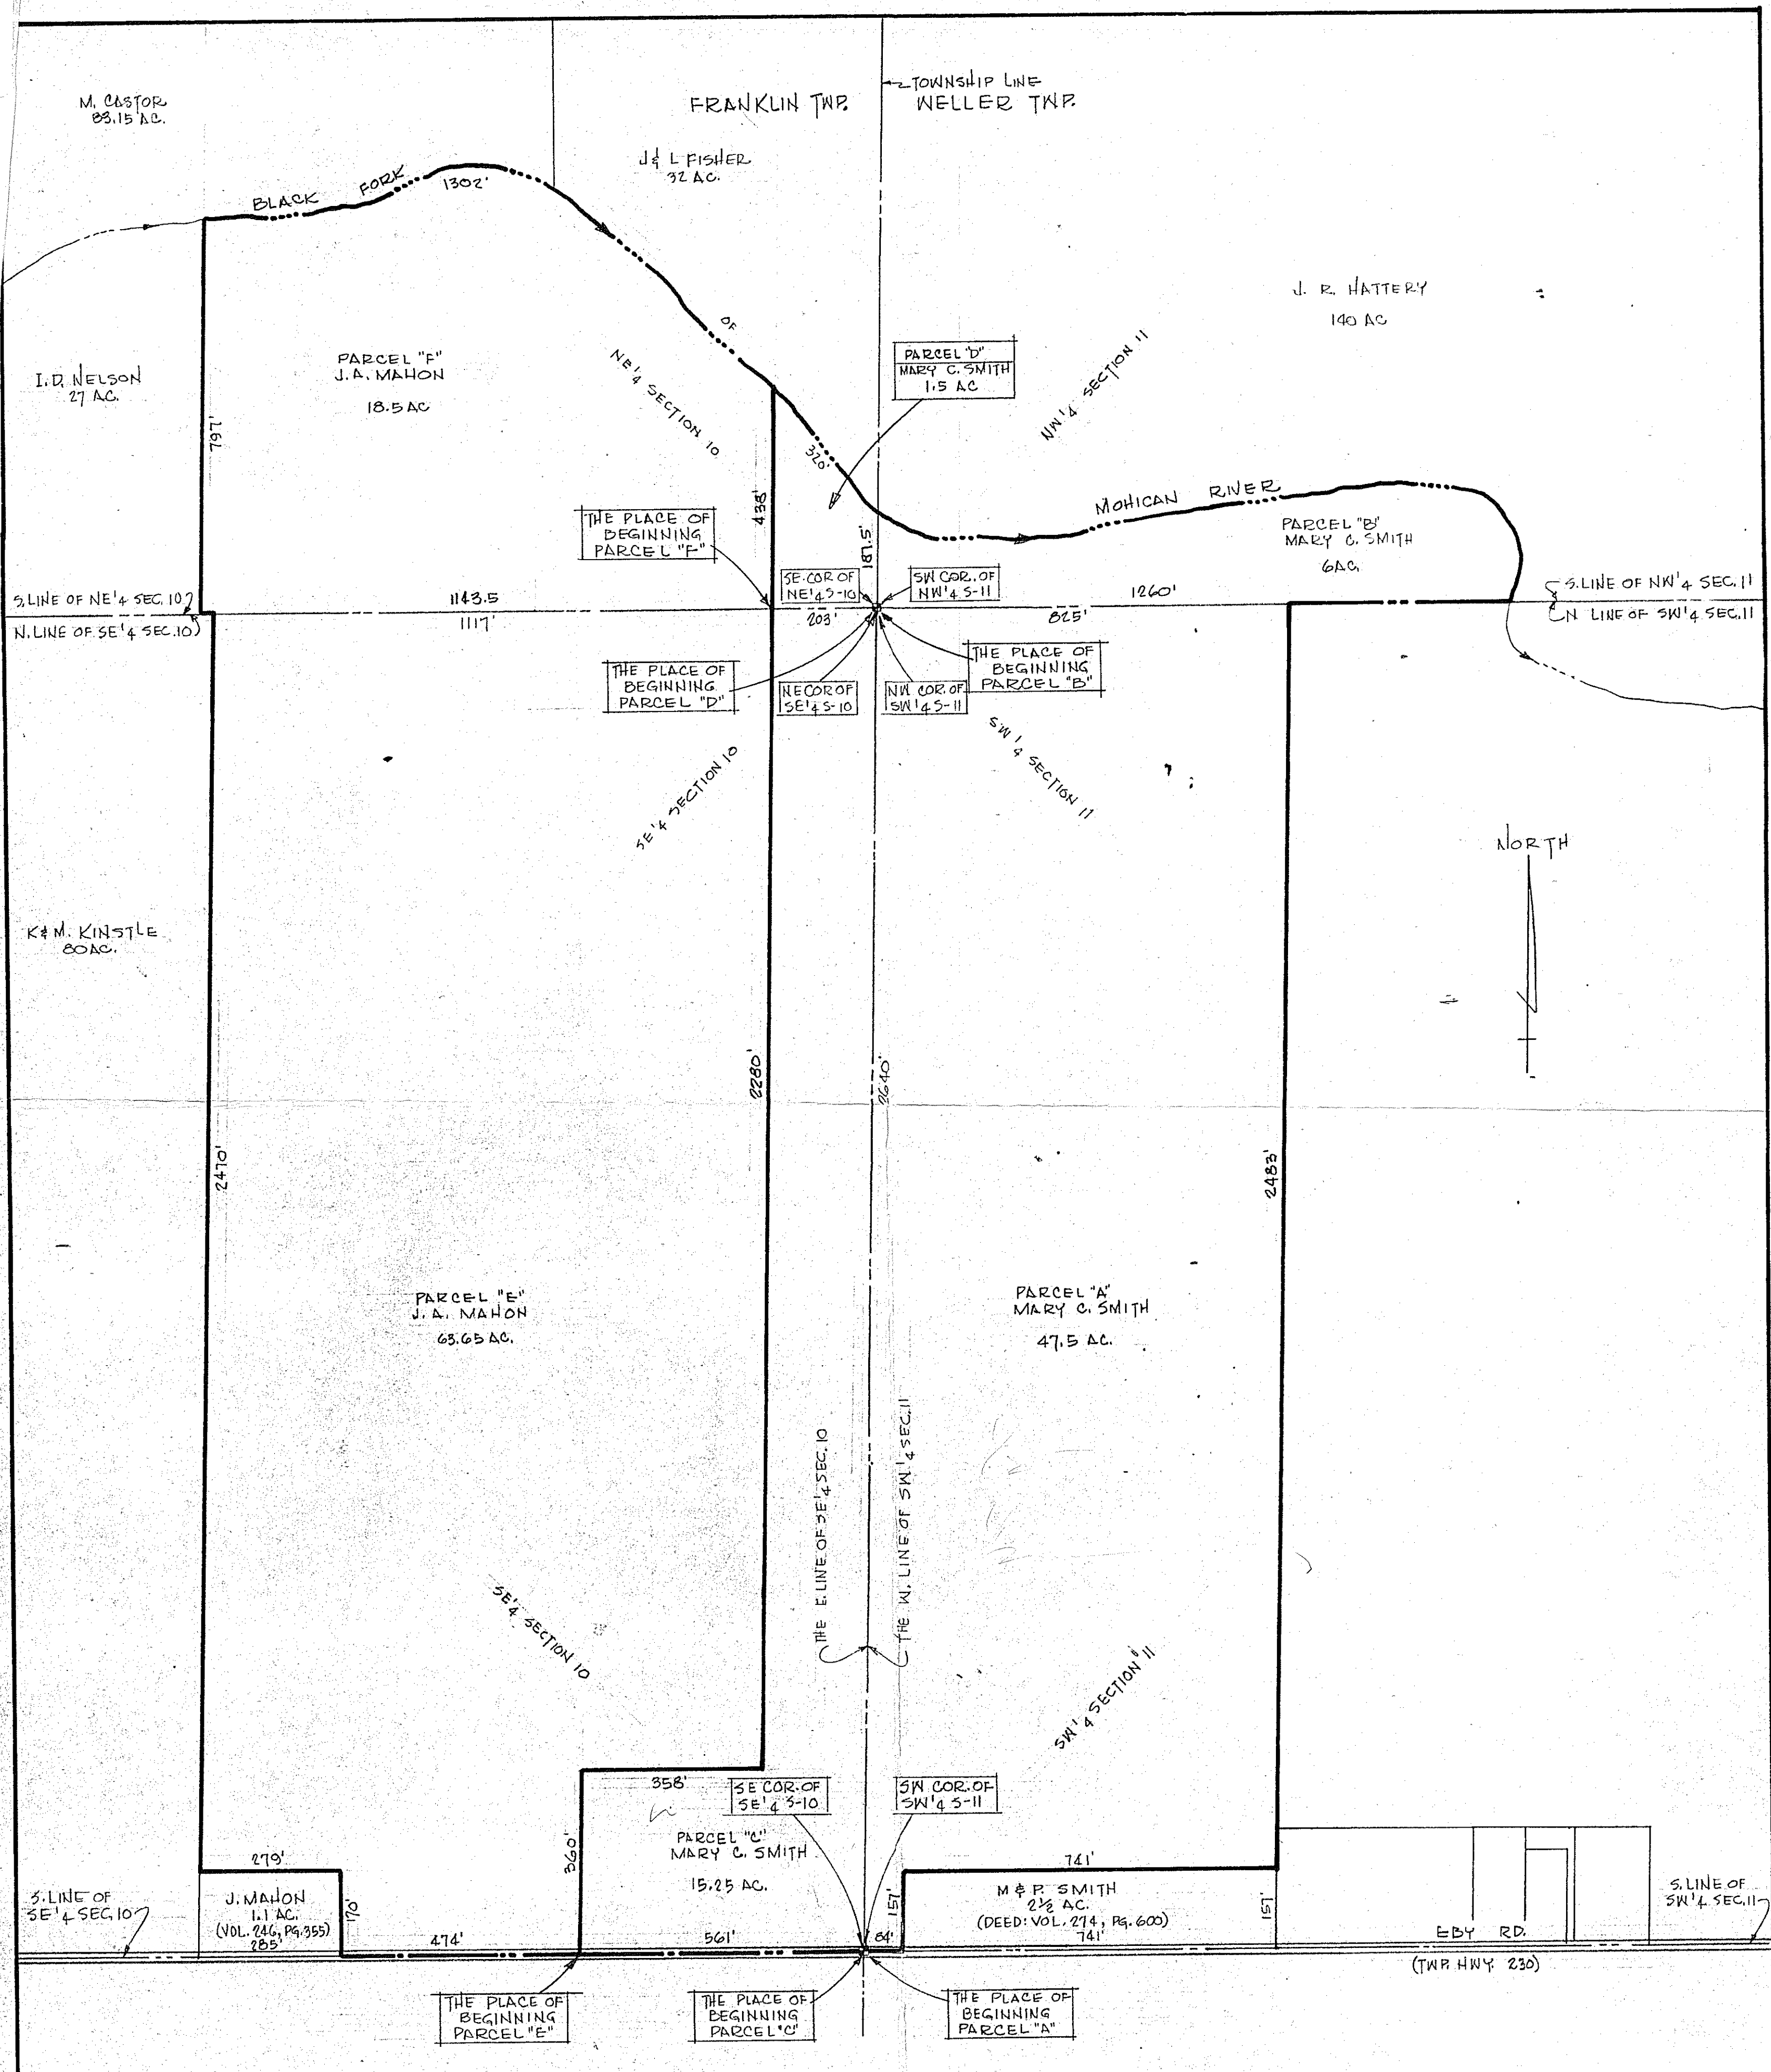 TOWNSHIP LINE
FRANKLIN TWP.
WELLER TWP.
M. CASTOR
83.15 AC.
J & L FISHER
32 AC.
BLACK FORK
1302'
OF
MOHICAN RIVER
J. R. HATTERY
140 AC
I.D. NELSON
27 AC.
797'
PARCEL "F"
J.A. MAHON
18.5 AC
NE 1/4 SECTION 10
PARCEL "D"
MARY C. SMITH
1.5 AC
NW 1/4 SECTION 11
320'
438'
187.5'
THE PLACE OF
BEGINNING
PARCEL "F"
PARCEL "B"
MARY C. SMITH
6 AC.
SE. COR OF
NE 1/4 S-10
SW COR. OF
NW 1/4 S-11
S. LINE OF NE 1/4 SEC. 10
N. LINE OF SE 1/4 SEC. 10
1143.5
1117'
203'
825'
1260'
S. LINE OF NW 1/4 SEC. 11
N LINE OF SW 1/4 SEC. 11
THE PLACE OF
BEGINNING
PARCEL "D"
NE COR OF
SE 1/4 S-10
NW COR. OF
SW 1/4 S-11
THE PLACE OF
BEGINNING
PARCEL "B"
SE 1/4 SECTION 10
SW 1/4 SECTION 11
NORTH
K & M. KINSTLE
80 AC.
2280'
2640'
2470'
2483'
PARCEL "E"
J. A. MAHON
63.65 AC.
PARCEL "A"
MARY C. SMITH
47.5 AC.
THE E. LINE OF SE 1/4 SEC. 10
THE W. LINE OF SW 1/4 SEC. 11
SE 1/4 SECTION 10
SW 1/4 SECTION 11
358'
SE COR. OF
SE 1/4 S-10
SW COR. OF
SW 1/4 S-11
360'
PARCEL "C"
MARY C. SMITH
15.25 AC.
279'
741'
S. LINE OF
SE 1/4 SEC. 10
J. MAHON
1.1 AC.
(VOL. 246, PG. 355)
285'
170'
474'
561'
84'
157'
M & P. SMITH
2 1/2 AC.
(DEED: VOL. 274, PG. 600)
741'
157'
EBY RD.
(TWP. HWY. 230)
S. LINE OF
SW 1/4 SEC. 11
THE PLACE OF
BEGINNING
PARCEL "E"
THE PLACE OF
BEGINNING
PARCEL "C"
THE PLACE OF
BEGINNING
PARCEL "A"